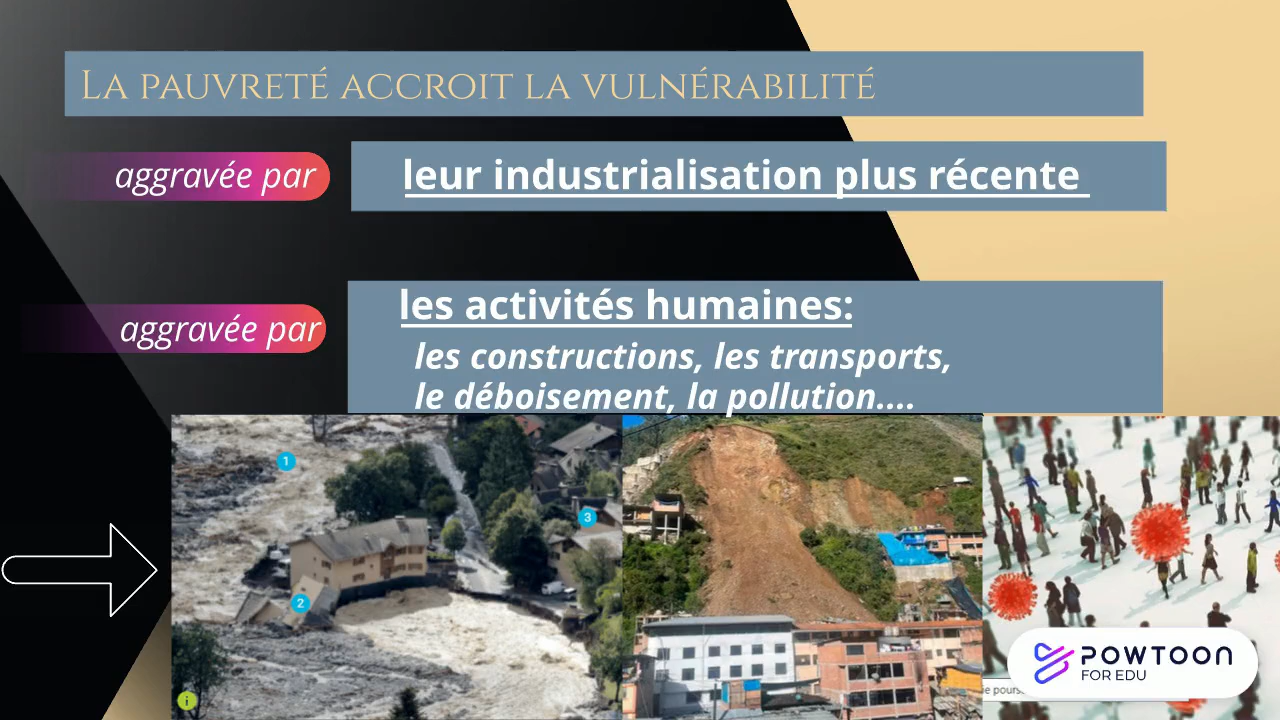 La pauvreté accroit la vulnérabilité
aggravée par
leur industrialisation plus récente
aggravée par
les activités humaines:
les constructions, les transports,
le déboisement, la pollution....
1
3
2
i
POWTOON
FOR EDU